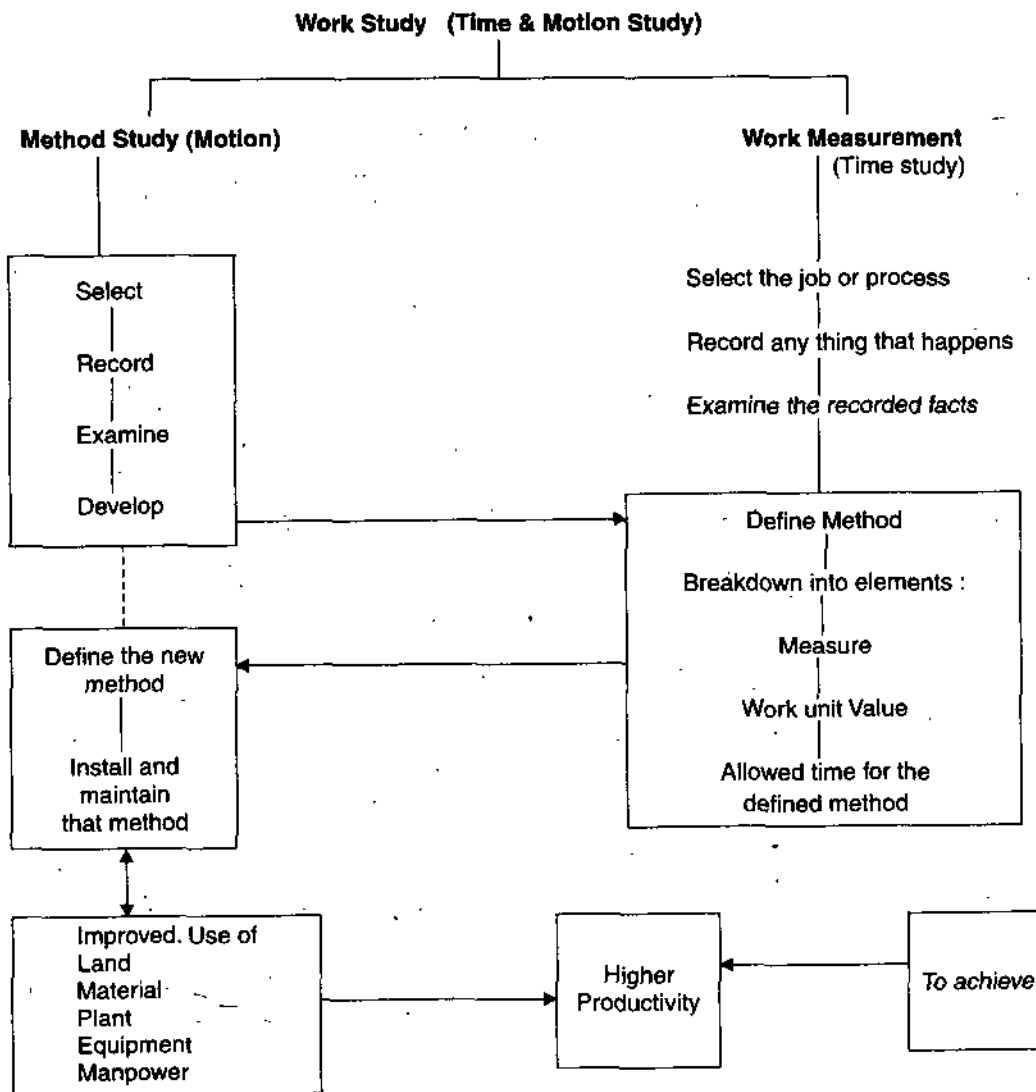 Work Study (Time & Motion Study)
Method Study (Motion)
Work Measurement
(Time study)
Select
Record
Examine
Develop
Select the job or process
Record any thing that happens
Examine the recorded facts
Define Method
Breakdown into elements :
Measure
Work unit Value
Allowed time for the
defined method
Define the new
method
Install and
maintain
that method
Improved. Use of
Land
Material
Plant
Equipment
Manpower
Higher
Productivity
To achieve